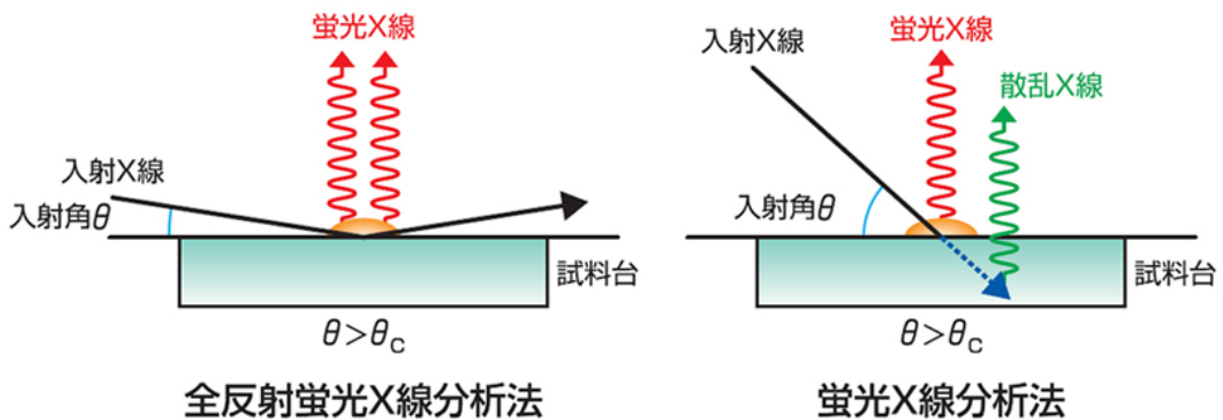 蛍光X線
入射X線
入射角θ
試料台
θ>θc
全反射蛍光X線分析法
入射X線
蛍光X線
散乱X線
入射角θ
試料台
θ>θc
蛍光X線分析法